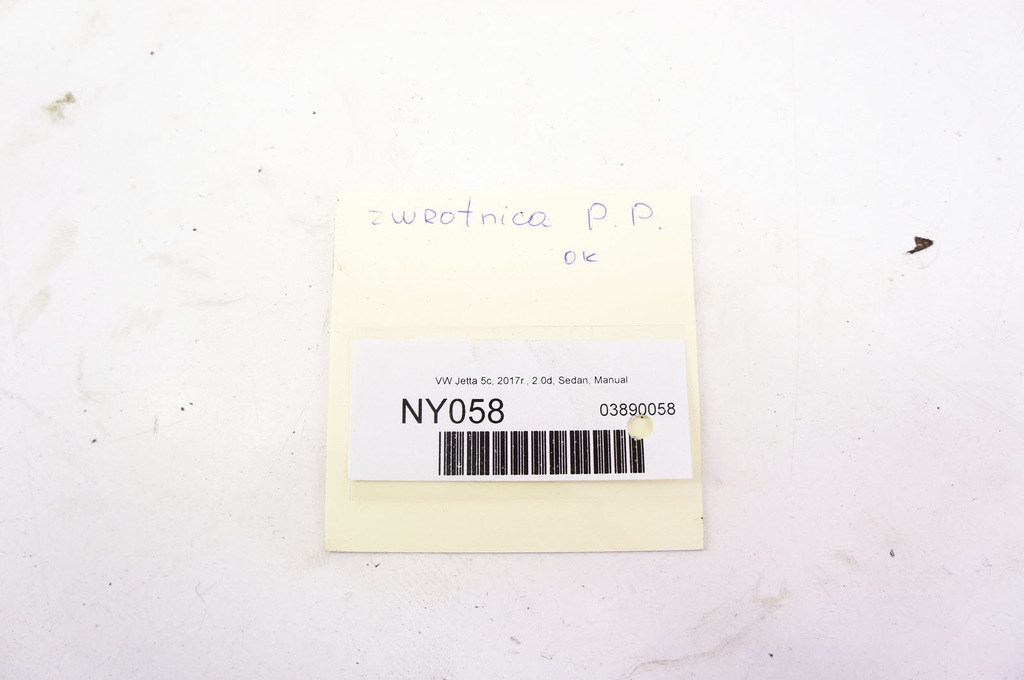 zwrotnica P.P.
OK
VW Jetta 5c, 2017r., 2.0d, Sedan, Manual
NY058 03890058